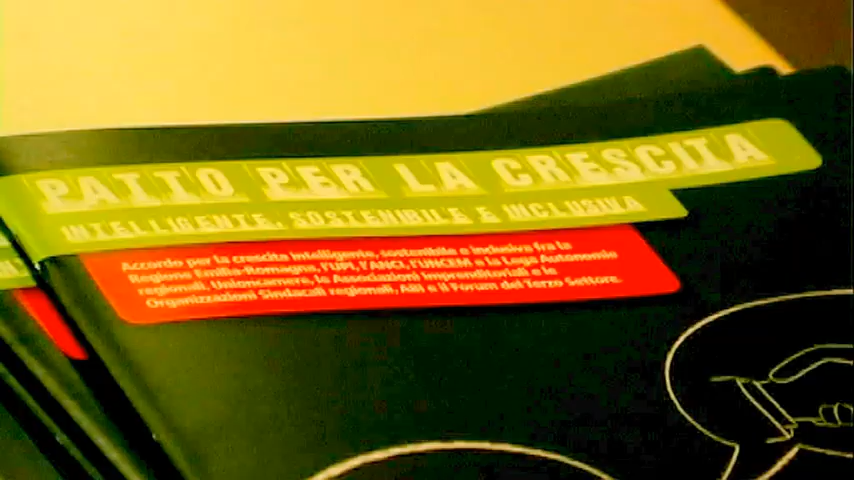 PATTO PER LA CRESCITA
INTELLIGENTE, SOSTENIBILE E INCLUSIVA
Accordo per la crescita intelligente, sostenibile e inclusiva fra la
Regione Emilia-Romagna, l'UPI, l'ANCI, l'UNCEM e la Lega Autonomie
regionali, Unioncamere, le Associazioni Imprenditoriali e le
Organizzazioni Sindacali regionali, ABI e il Forum del Terzo Settore.